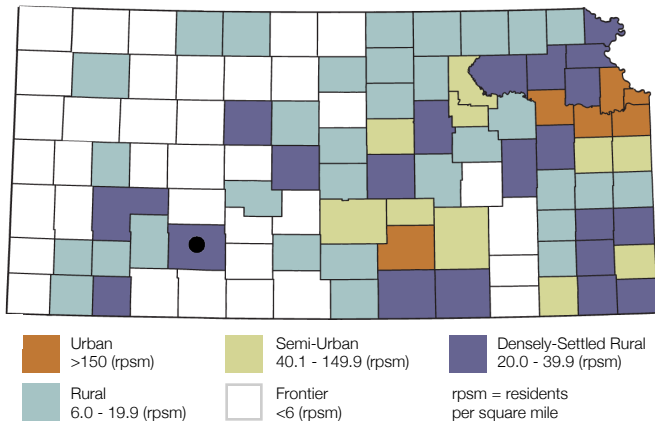 Urban
>150 (rpsm)
Semi-Urban
40.1 - 149.9 (rpsm)
Densely-Settled Rural
20.0 - 39.9 (rpsm)
Rural
6.0 - 19.9 (rpsm)
Frontier
<6 (rpsm)
rpsm = residents
per square mile